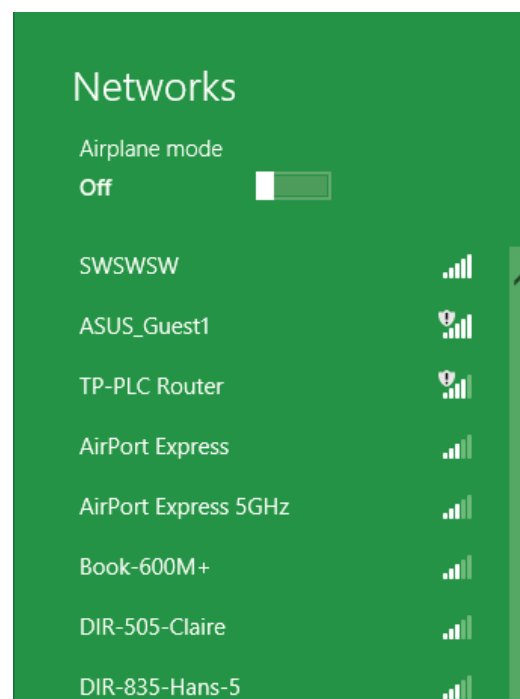 Networks
Airplane mode
Off
SWSWSW
ASUS_Guest1
TP-PLC Router
AirPort Express
AirPort Express 5GHz
Book-600M+
DIR-505-Claire
DIR-835-Hans-5